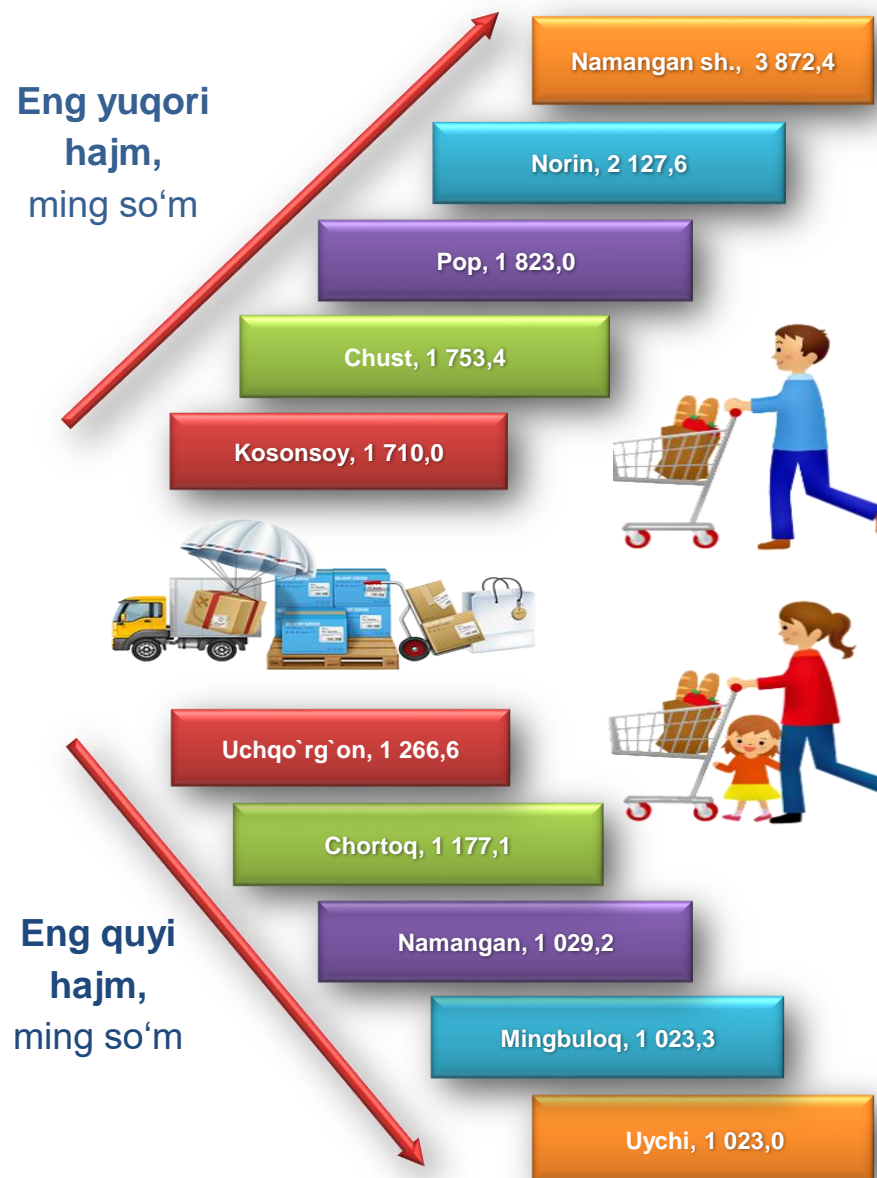 Eng yuqori
hajm,
ming so‘m
Namangan sh., 3 872,4
Norin, 2 127,6
Pop, 1 823,0
Chust, 1 753,4
Kosonsoy, 1 710,0
Uchqo`rg`on, 1 266,6
Chortoq, 1 177,1
Namangan, 1 029,2
Mingbuloq, 1 023,3
Uychi, 1 023,0
Eng quyi
hajm,
ming so‘m